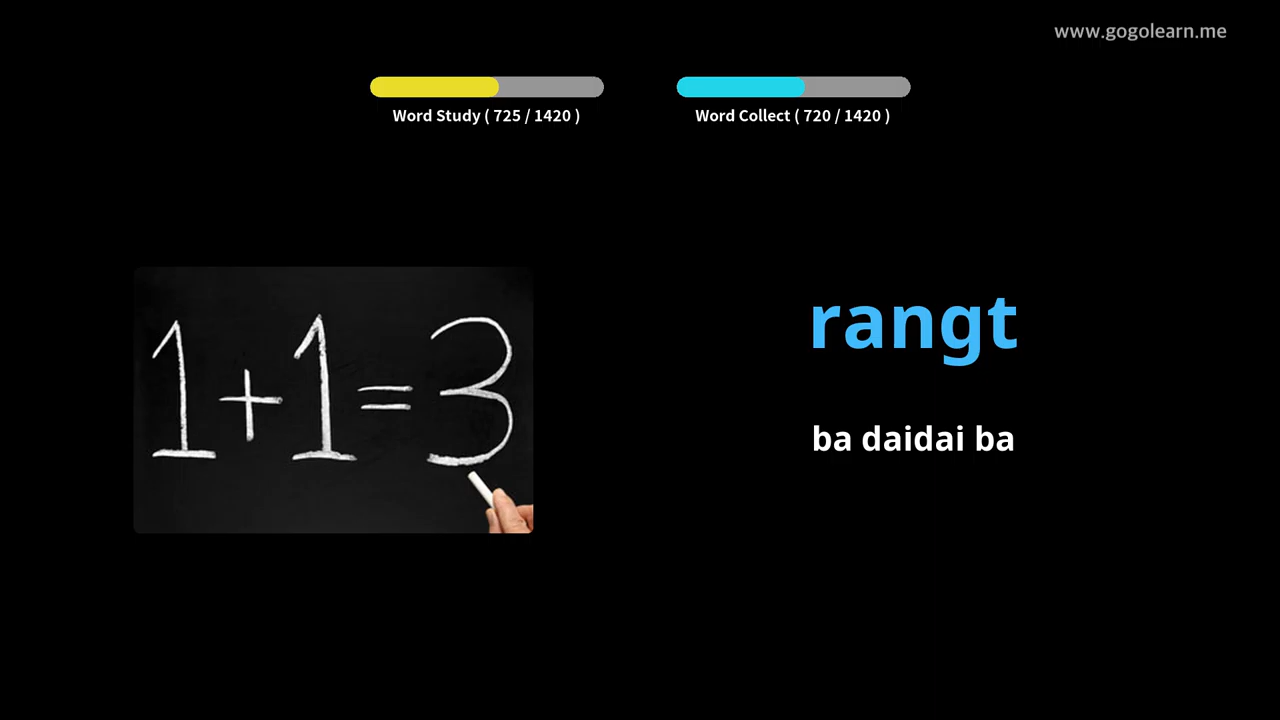 www.gogolearn.me
Word Study ( 725 / 1420 )
Word Collect ( 720 / 1420 )
1+1=3
rangt
ba daidai ba